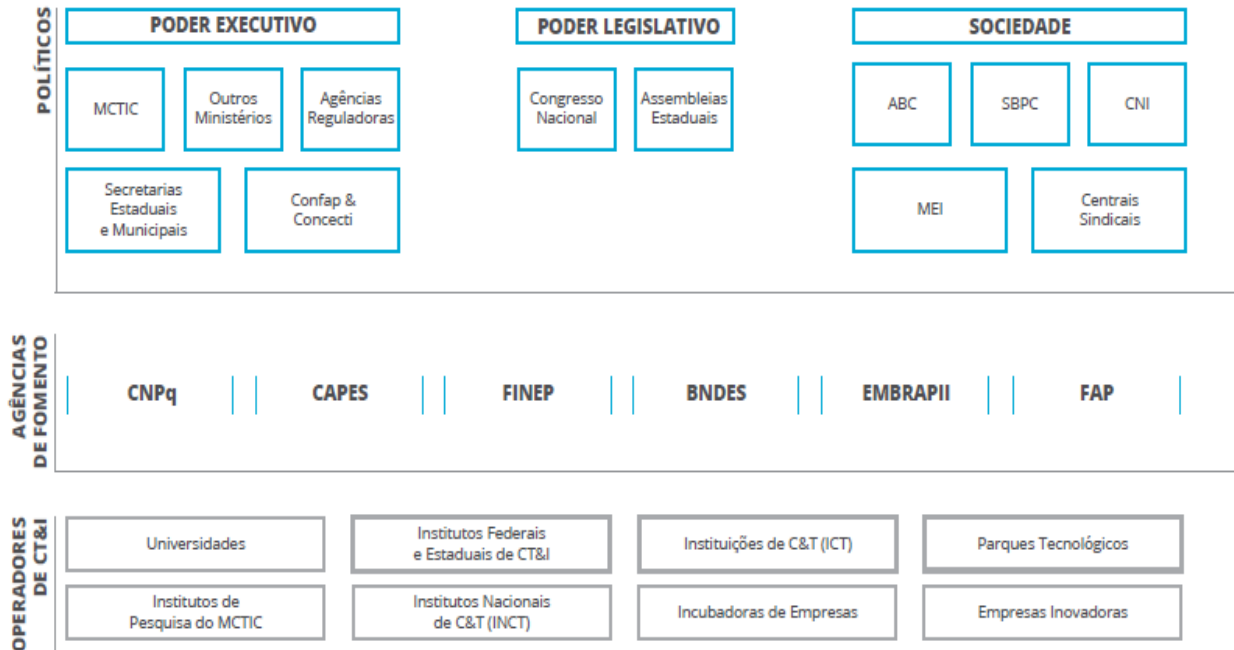 POLÍTICOS
PODER EXECUTIVO
PODER LEGISLATIVO
SOCIEDADE
MCTIC
Outros
Ministérios
Agências
Reguladoras
Congresso
Nacional
Assembleias
Estaduais
ABC
SBPC
CNI
Secretarias
Estaduais
e Municipais
Confap &
Concecti
MEI
Centrais
Sindicais
AGÊNCIAS
DE FOMENTO
CNPq
CAPES
FINEP
BNDES
EMBRAPII
FAP
OPERADORES
DE CT&I
Universidades
Institutos Federais
e Estaduais de CT&I
Instituições de C&T (ICT)
Parques Tecnológicos
Institutos de
Pesquisa do MCTIC
Institutos Nacionais
de C&T (INCT)
Incubadoras de Empresas
Empresas Inovadoras